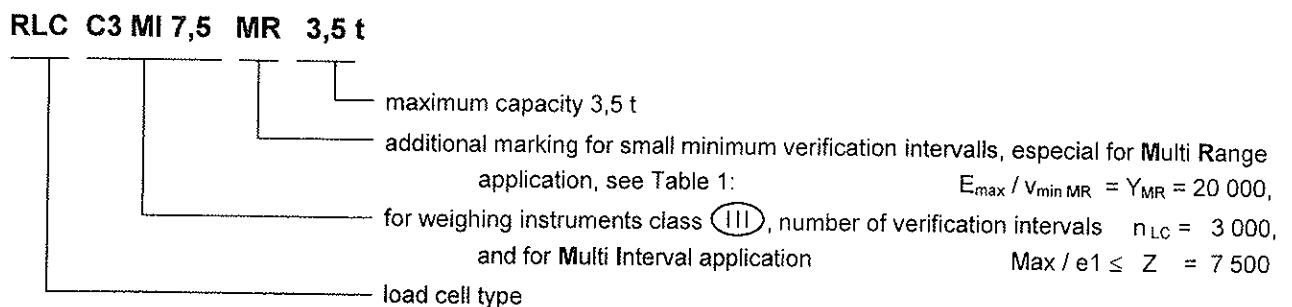 RLC C3 MI 7,5 MR 3,5 t
maximum capacity 3,5 t
additional marking for small minimum verification intervalls, especial for Multi Range
application, see Table 1: Emax / vmin MR = YMR = 20 000,
for weighing instruments class III, number of verification intervals nLC = 3 000,
and for Multi Interval application Max / e1 ≤ Z = 7 500
load cell type